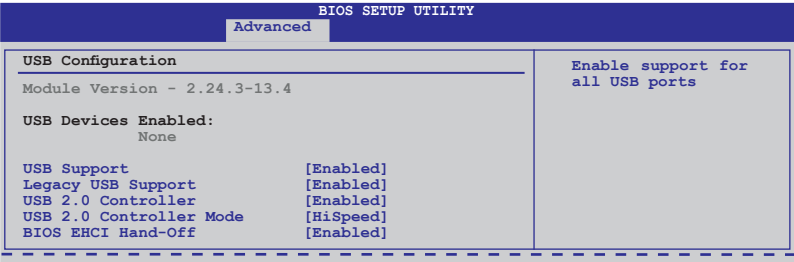 BIOS SETUP UTILITY
Advanced
USB Configuration
Module Version - 2.24.3-13.4
USB Devices Enabled:
None
USB Support [Enabled]
Legacy USB Support [Enabled]
USB 2.0 Controller [Enabled]
USB 2.0 Controller Mode [HiSpeed]
BIOS EHCI Hand-Off [Enabled]
Enable support for
all USB ports